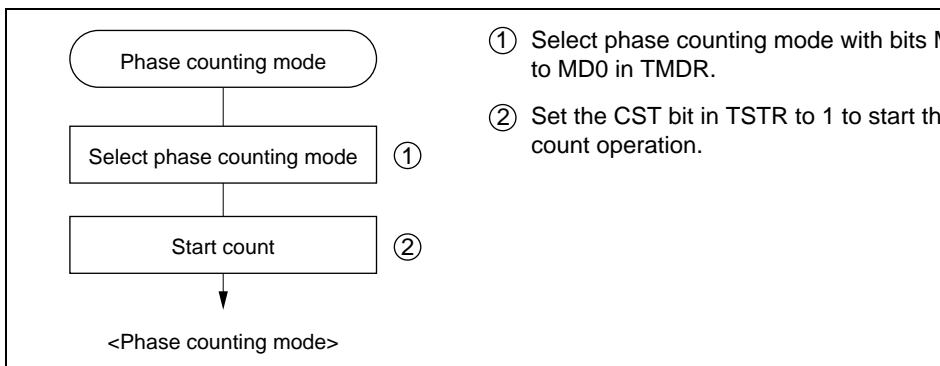 Phase counting mode
① Select phase counting mode with bits
to MD0 in TMDR.
② Set the CST bit in TSTR to 1 to start
count operation.
Select phase counting mode ①
Start count ②
<Phase counting mode>